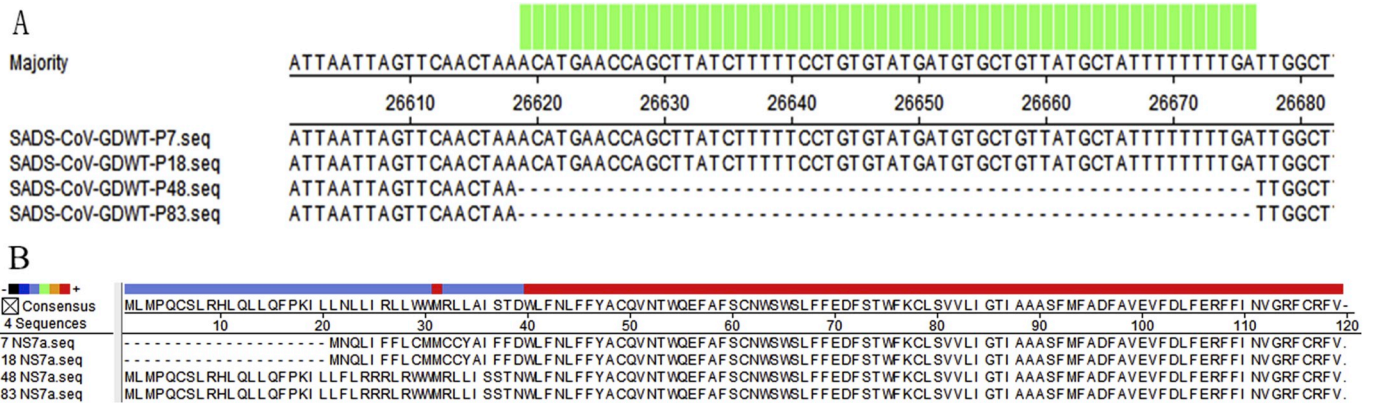 A
Majority ATTAATTAGTTCAACTAAACATGAACCAGCTTATCTTTTTCCTGTGTATGATGTGCTGTTATGCTATTTTTTTTGATTGGCT
26610 26620 26630 26640 26650 26660 26670 26680
SADS-CoV-GDWT-P7.seq ATTAATTAGTTCAACTAAACATGAACCAGCTTATCTTTTTCCTGTGTATGATGTGCTGTTATGCTATTTTTTTTGATTGGCT
SADS-CoV-GDWT-P18.seq ATTAATTAGTTCAACTAAACATGAACCAGCTTATCTTTTTCCTGTGTATGATGTGCTGTTATGCTATTTTTTTTGATTGGCT
SADS-CoV-GDWT-P48.seq ATTAATTAGTTCAACTAA----------------------------------------------------------TTGGCT
SADS-CoV-GDWT-P83.seq ATTAATTAGTTCAACTAA----------------------------------------------------------TTGGCT
B
- +
Consensus MLMPQCSLRHLQLLQFPKILLNLLIRLLWWMRLLAISTDWLFNLFFYACQVNTWQEFAFSCNWSWSLFFEDFSTWFKCLSVVLIGTIAAASFMFADFAVEVFDLFERFFINVGRFCRFV-
4 Sequences 10 20 30 40 50 60 70 80 90 100 110 120
7 NS7a.seq --------------------MNQLIFFLCMMCCYAIFFDWLFNLFFYACQVNTWQEFAFSCNWSWSLFFEDFSTWFKCLSVVLIGTIAAASFMFADFAVEVFDLFERFFINVGRFCRFV.
18 NS7a.seq --------------------MNQLIFFLCMMCCYAIFFDWLFNLFFYACQVNTWQEFAFSCNWSWSLFFEDFSTWFKCLSVVLIGTIAAASFMFADFAVEVFDLFERFFINVGRFCRFV.
48 NS7a.seq MLMPQCSLRHLQLLQFPKILLFLRRRLRWWMRLLISSTNWLFNLFFYACQVNTWQEFAFSCNWSWSLFFEDFSTWFKCLSVVLIGTIAAASFMFADFAVEVFDLFERFFINVGRFCRFV.
83 NS7a.seq MLMPQCSLRHLQLLQFPKILLFLRRRLRWWMRLLISSTNWLFNLFFYACQVNTWQEFAFSCNWSWSLFFEDFSTWFKCLSVVLIGTIAAASFMFADFAVEVFDLFERFFINVGRFCRFV.